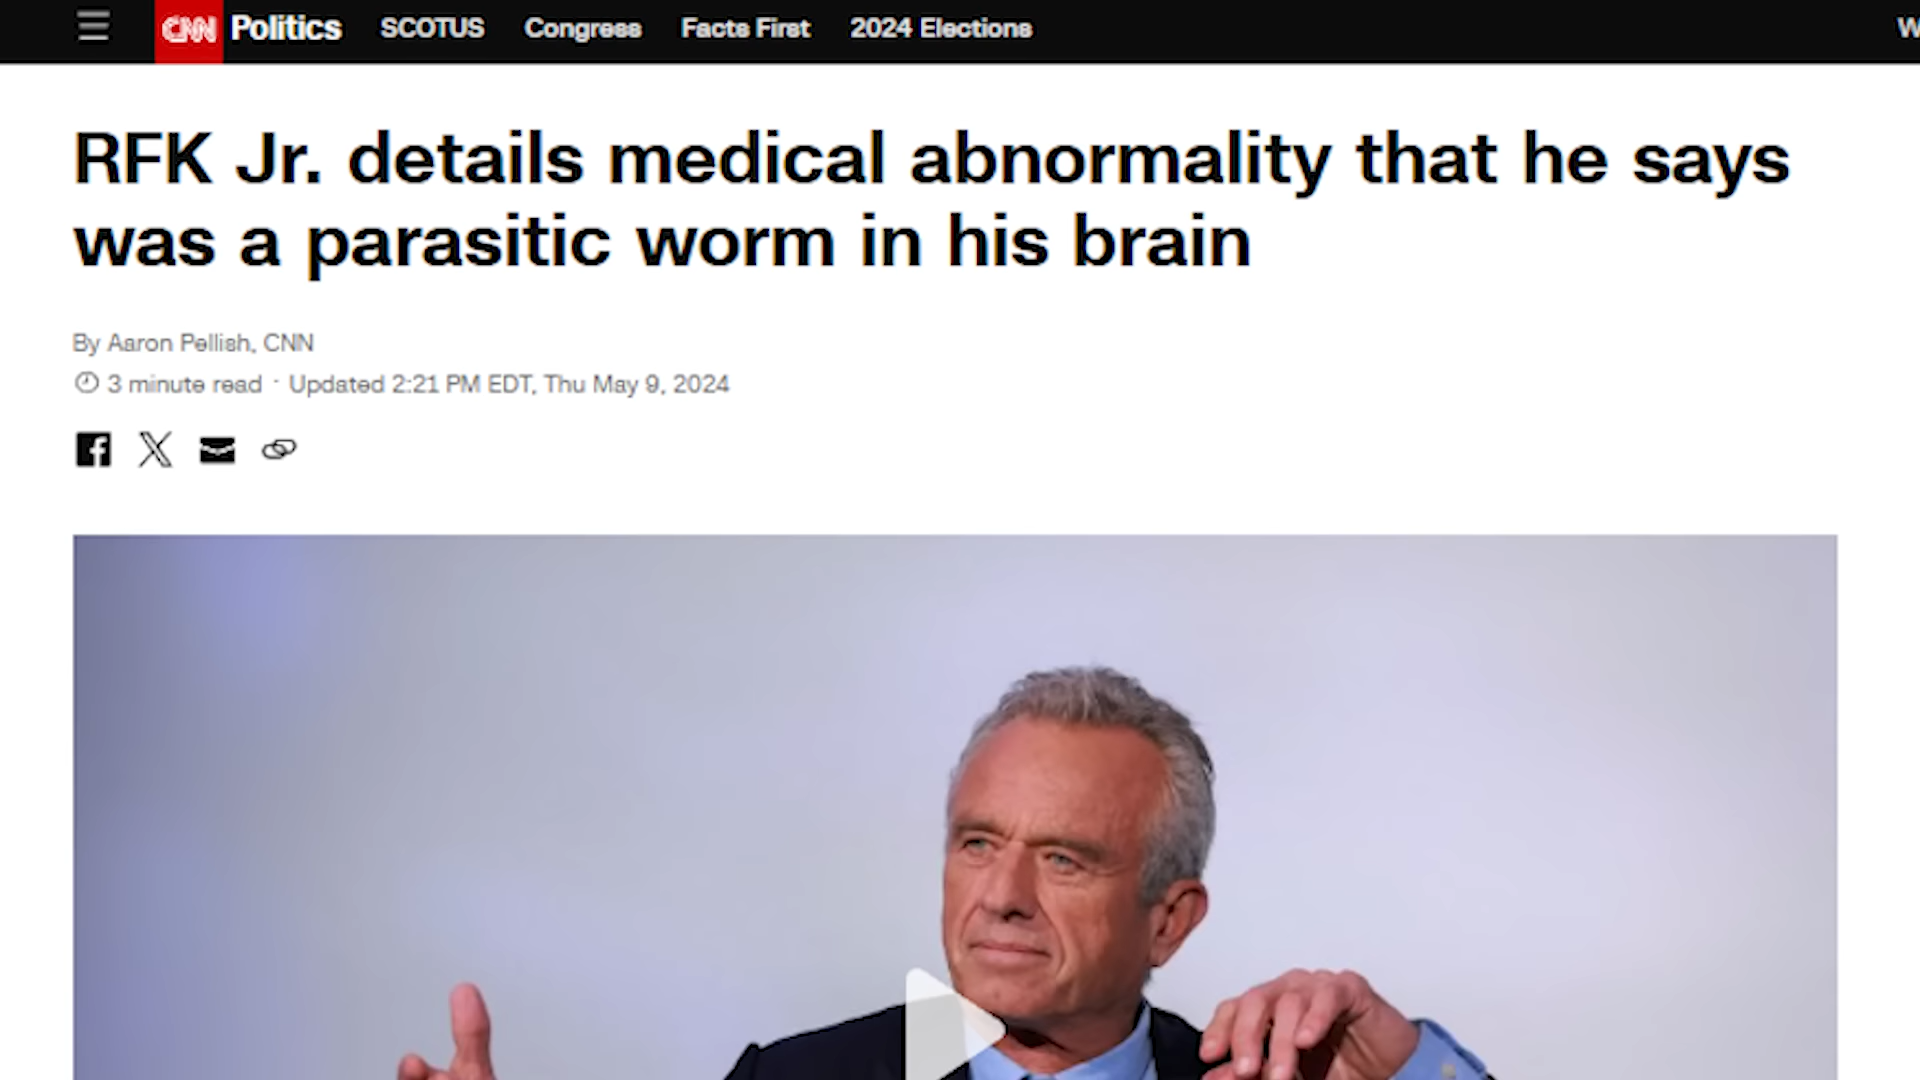 CNN Politics SCOTUS Congress Facts First 2024 Elections
RFK Jr. details medical abnormality that he says
was a parasitic worm in his brain
By Aaron Pellish, CNN
3 minute read · Updated 2:21 PM EDT, Thu May 9, 2024